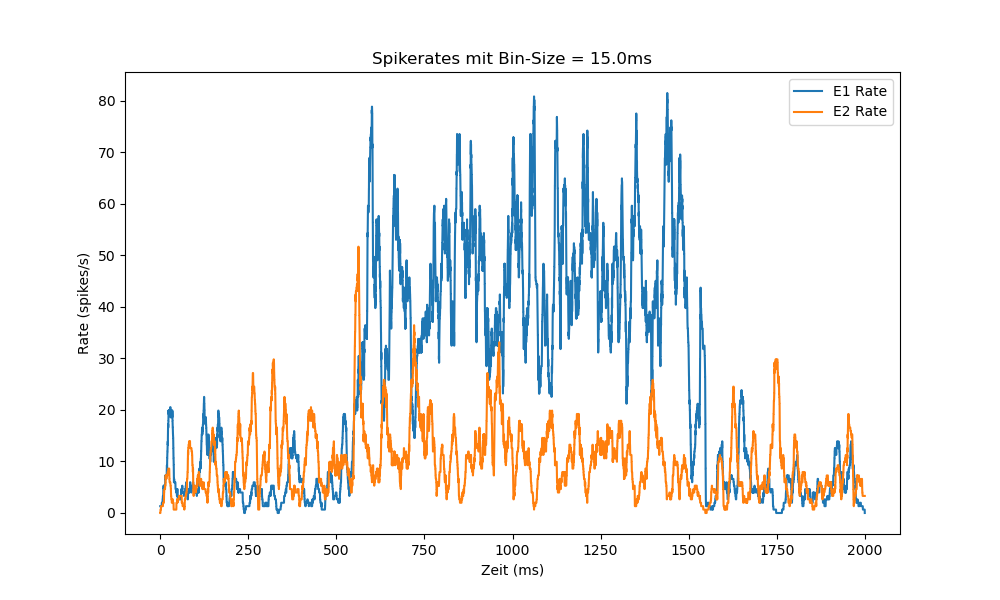 Spikerates mit Bin-Size = 15.0ms
E1 Rate
E2 Rate
80
70
60
50
40
30
20
10
0
Rate (spikes/s)
0 250 500 750 1000 1250 1500 1750 2000
Zeit (ms)